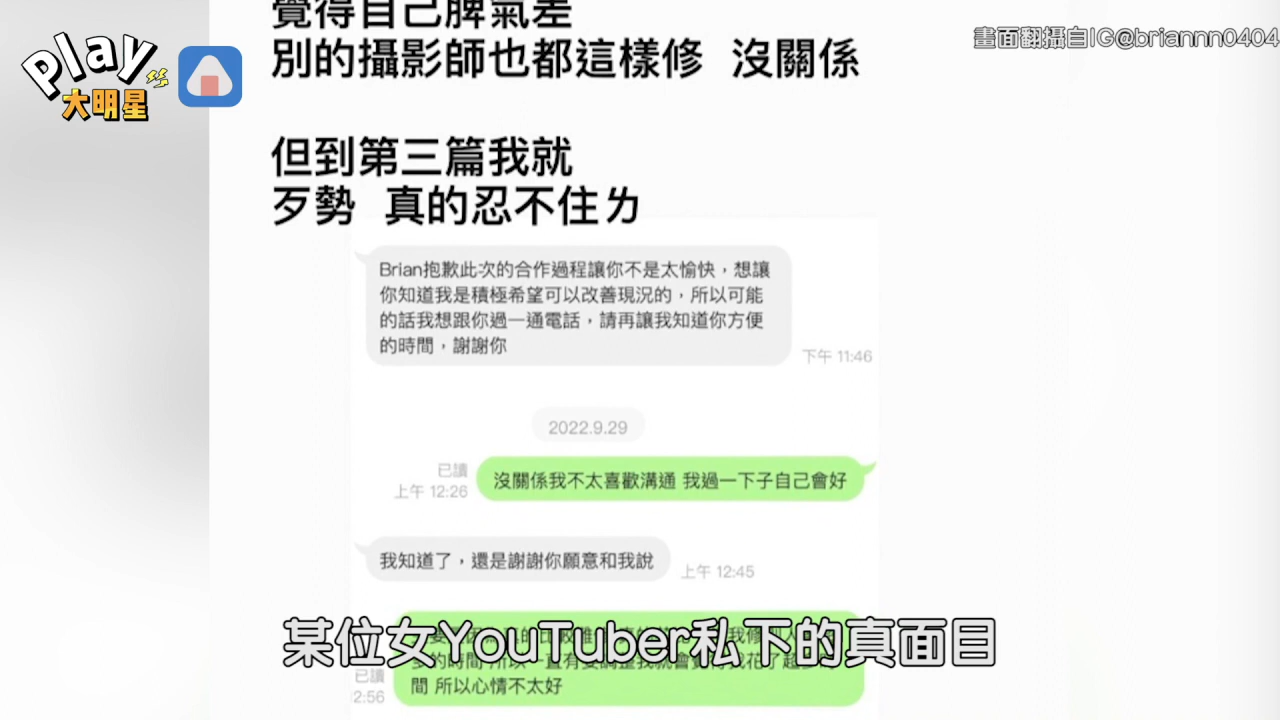 覺得自己脾氣差
別的攝影師也都這樣修 沒關係
畫面翻攝自IG@briannn0404
Play
大明星
但到第三篇我就
歹勢 真的忍不住ㄌ
Brian抱歉此次的合作過程讓你不是太愉快，想讓
你知道我是積極希望可以改善現況的，所以可能
的話我想跟你過一通電話，請再讓我知道你方便
的時間，謝謝你
下午 11:46
2022.9.29
已讀
上午 12:26
沒關係我不太喜歡溝通 我過一下子自己會好
我知道了，還是謝謝你願意和我說
上午 12:45
某位女YouTuber私下的真面目
已讀
12:56
間 所以心情不太好